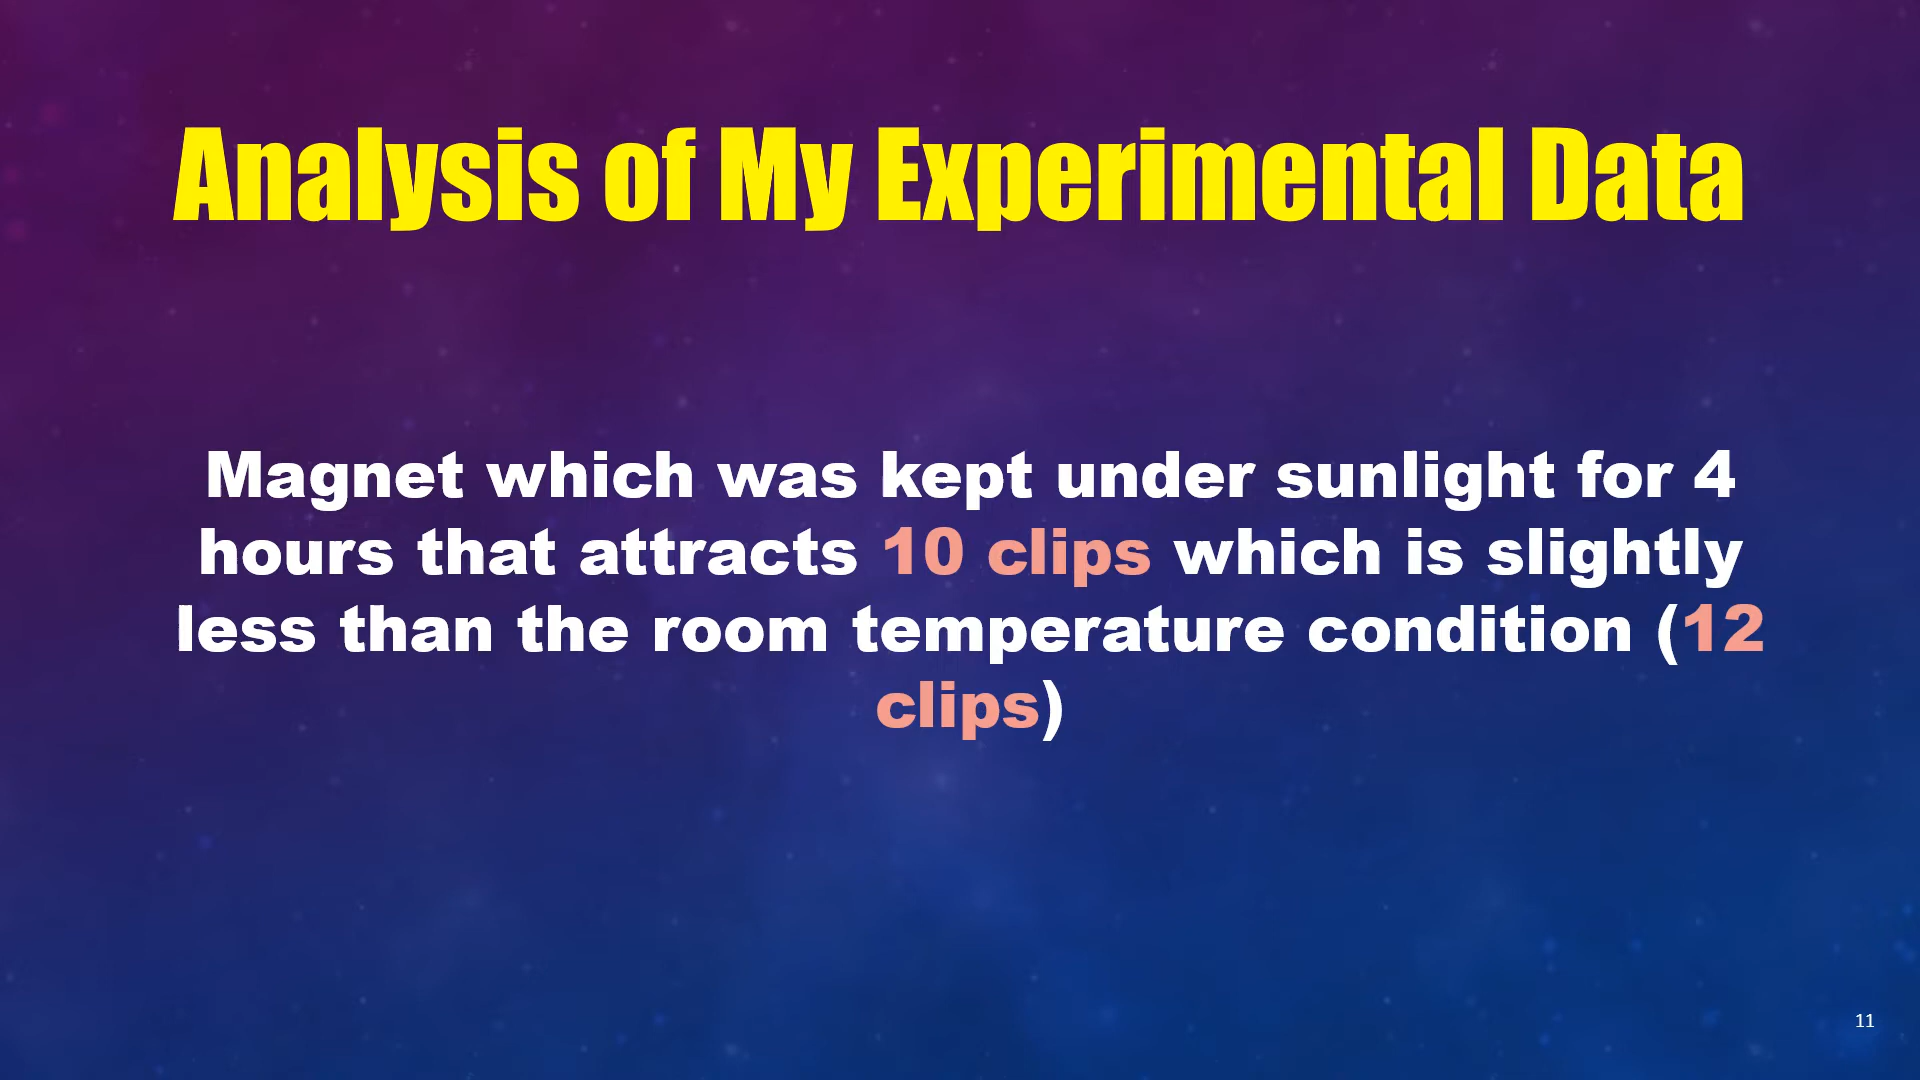 Analysis of My Experimental Data
Magnet which was kept under sunlight for 4
hours that attracts 10 clips which is slightly
less than the room temperature condition (12
clips)
11